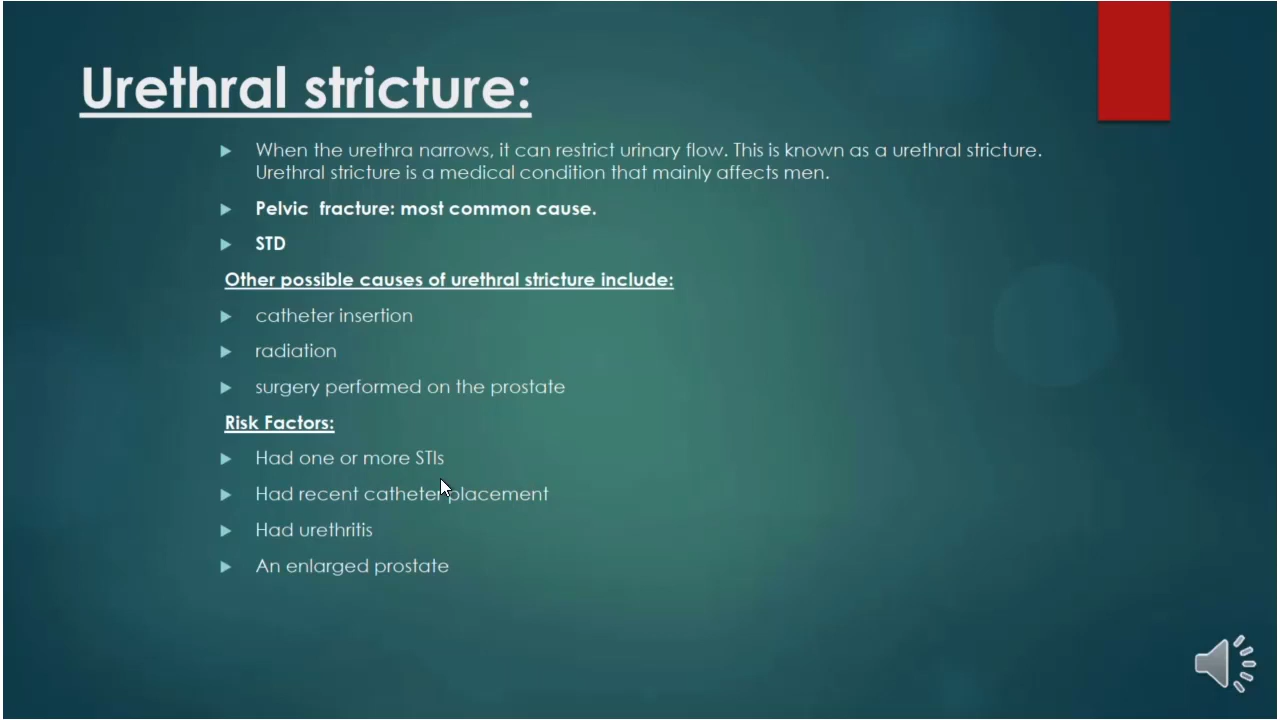 Urethral stricture:
When the urethra narrows, it can restrict urinary flow. This is known as a urethral stricture.
Urethral stricture is a medical condition that mainly affects men.
Pelvic fracture: most common cause.
STD
Other possible causes of urethral stricture include:
catheter insertion
radiation
surgery performed on the prostate
Risk Factors:
Had one or more STIs
Had recent catheter placement
Had urethritis
An enlarged prostate